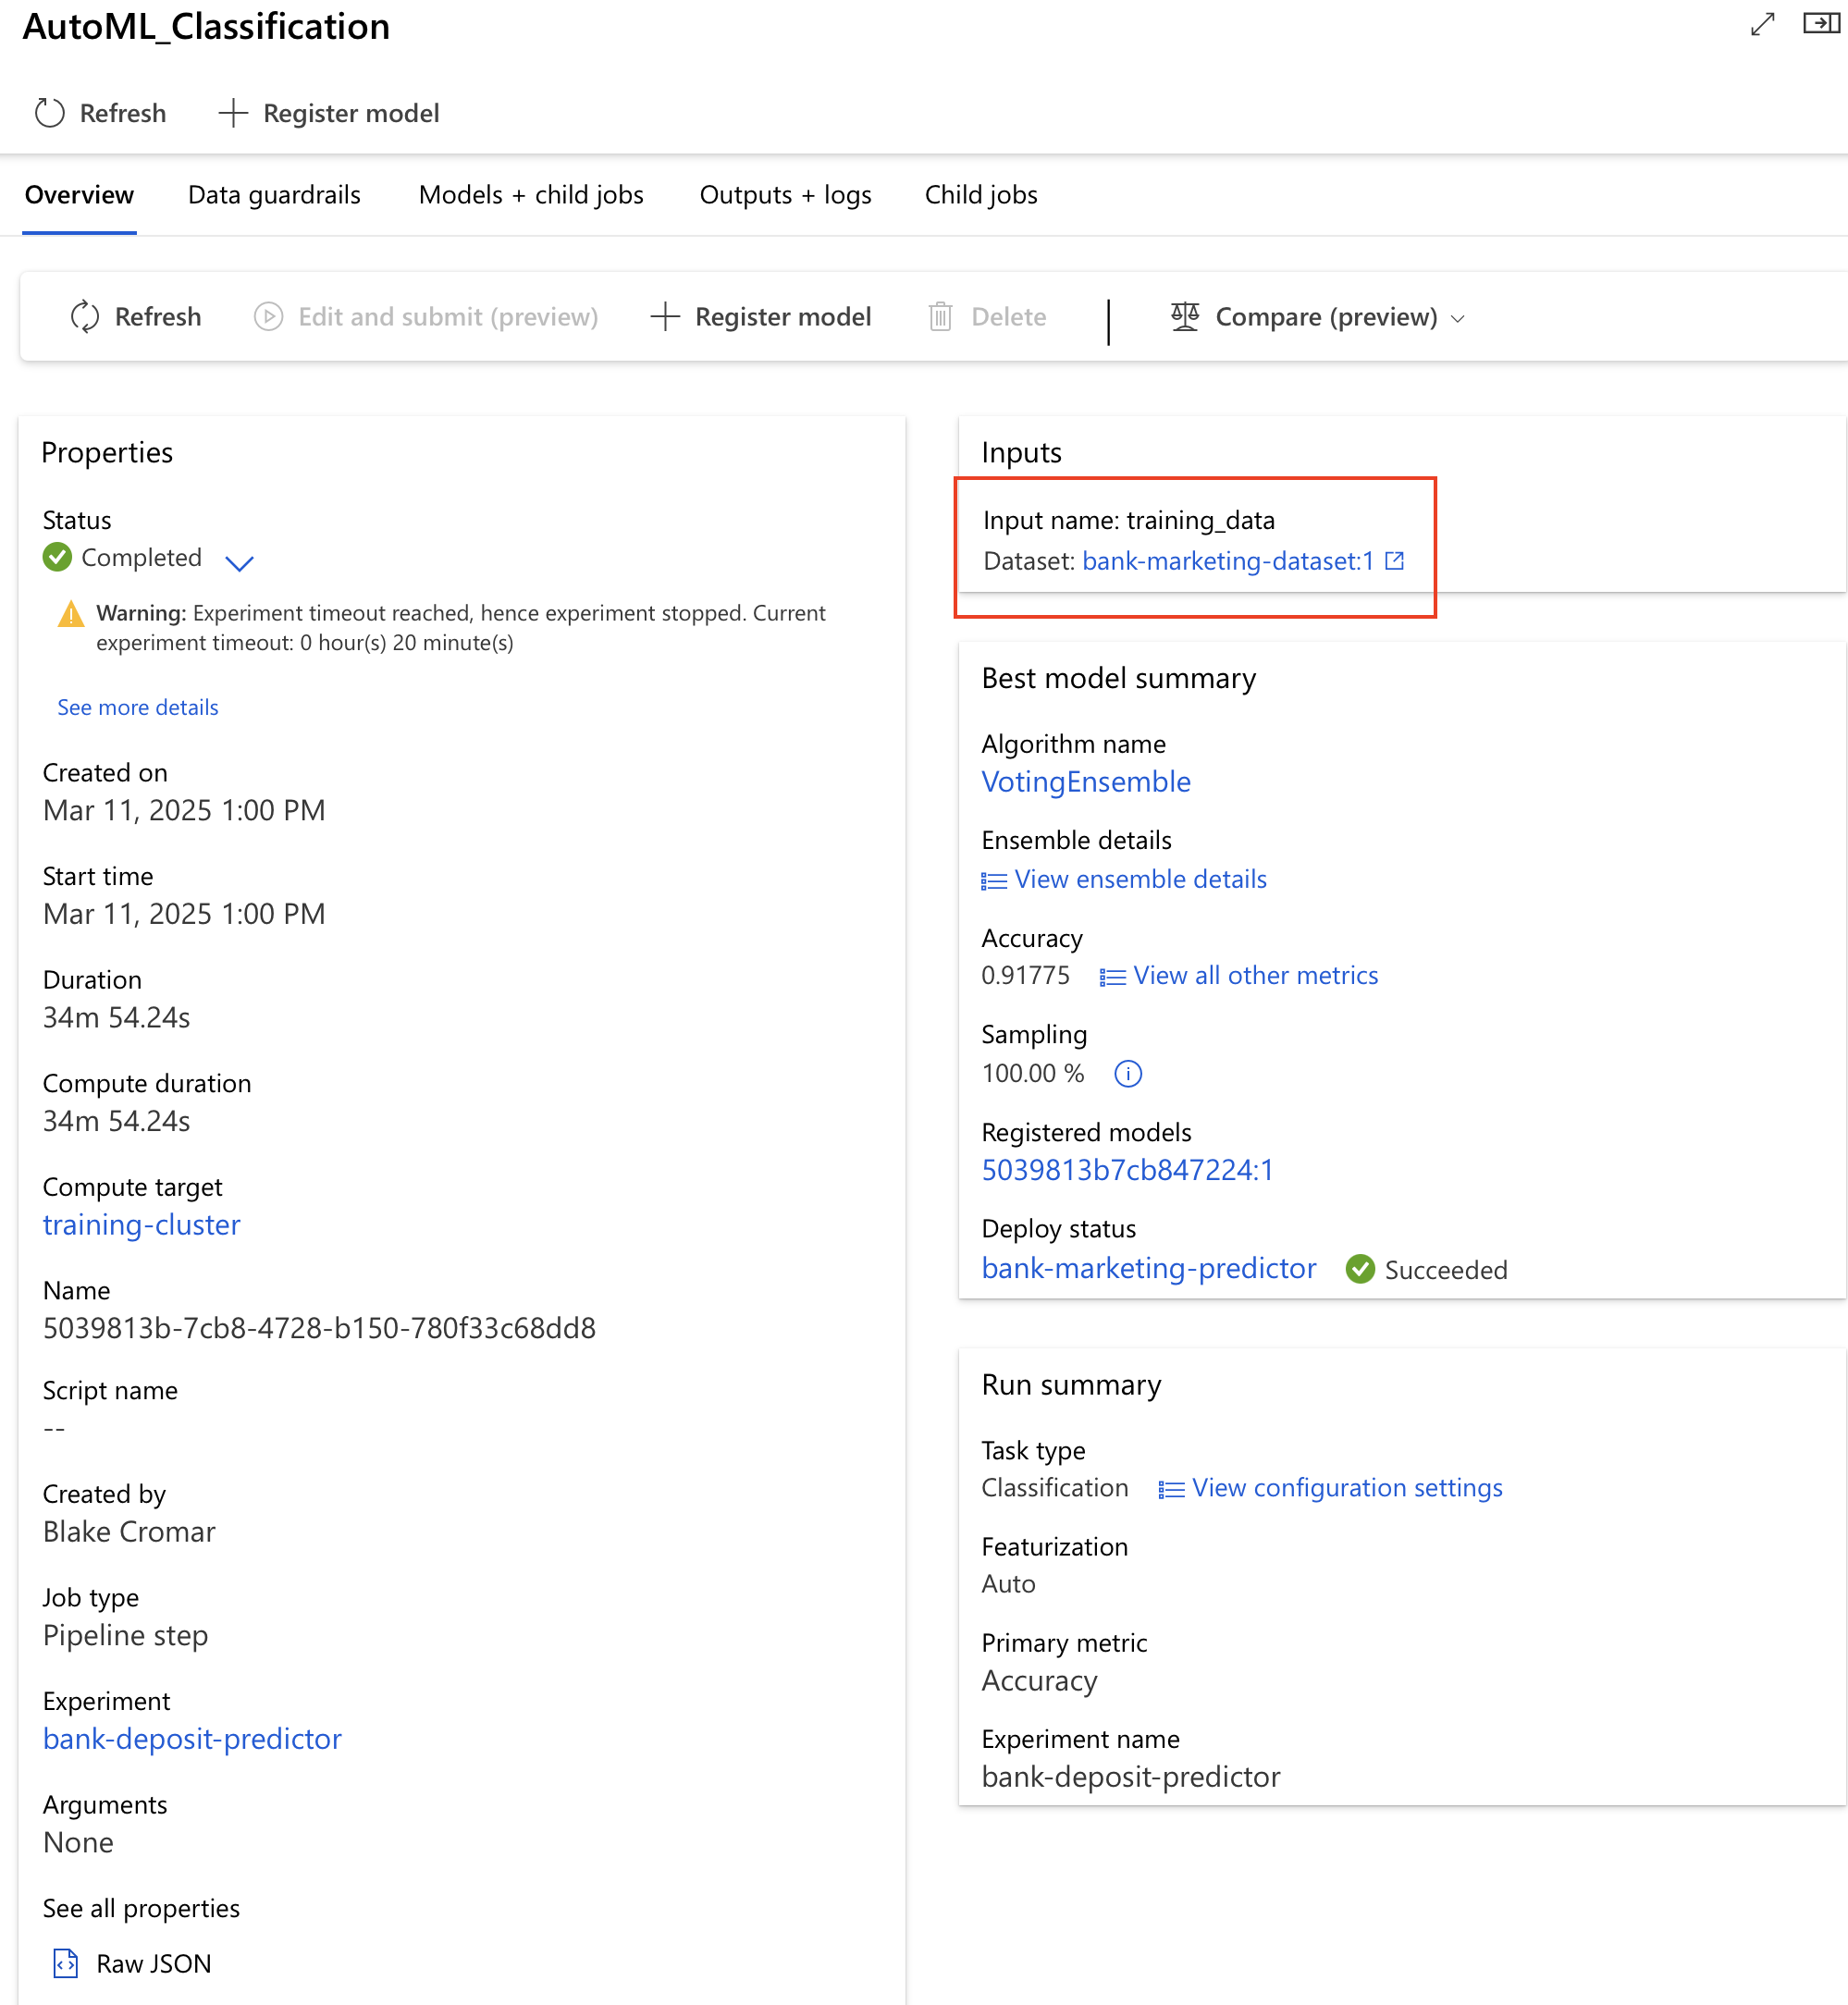 AutoML_Classification
Refresh
Register model
Overview
Data guardrails
Models + child jobs
Outputs + logs
Child jobs
Refresh
Edit and submit (preview)
Register model
Delete
Compare (preview)
Properties
Status
Completed
Warning: Experiment timeout reached, hence experiment stopped. Current
experiment timeout: 0 hour(s) 20 minute(s)
See more details
Created on
Mar 11, 2025 1:00 PM
Start time
Mar 11, 2025 1:00 PM
Duration
34m 54.24s
Compute duration
34m 54.24s
Compute target
training-cluster
Name
5039813b-7cb8-4728-b150-780f33c68dd8
Script name
--
Created by
Blake Cromar
Job type
Pipeline step
Experiment
bank-deposit-predictor
Arguments
None
See all properties
Raw JSON
Inputs
Input name: training_data
Dataset: bank-marketing-dataset:1
Best model summary
Algorithm name
VotingEnsemble
Ensemble details
View ensemble details
Accuracy
0.91775
View all other metrics
Sampling
100.00 %
Registered models
5039813b7cb847224:1
Deploy status
bank-marketing-predictor
Succeeded
Run summary
Task type
Classification
View configuration settings
Featurization
Auto
Primary metric
Accuracy
Experiment name
bank-deposit-predictor